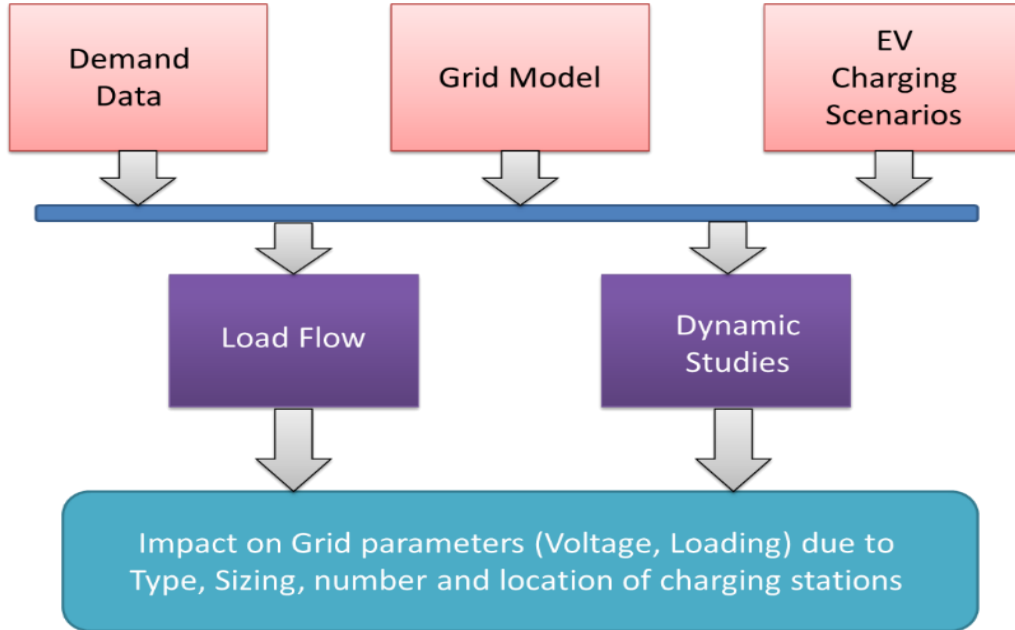 Demand
Data
Grid Model
EV
Charging
Scenarios
Load Flow
Dynamic
Studies
Impact on Grid parameters (Voltage, Loading) due to
Type, Sizing, number and location of charging stations